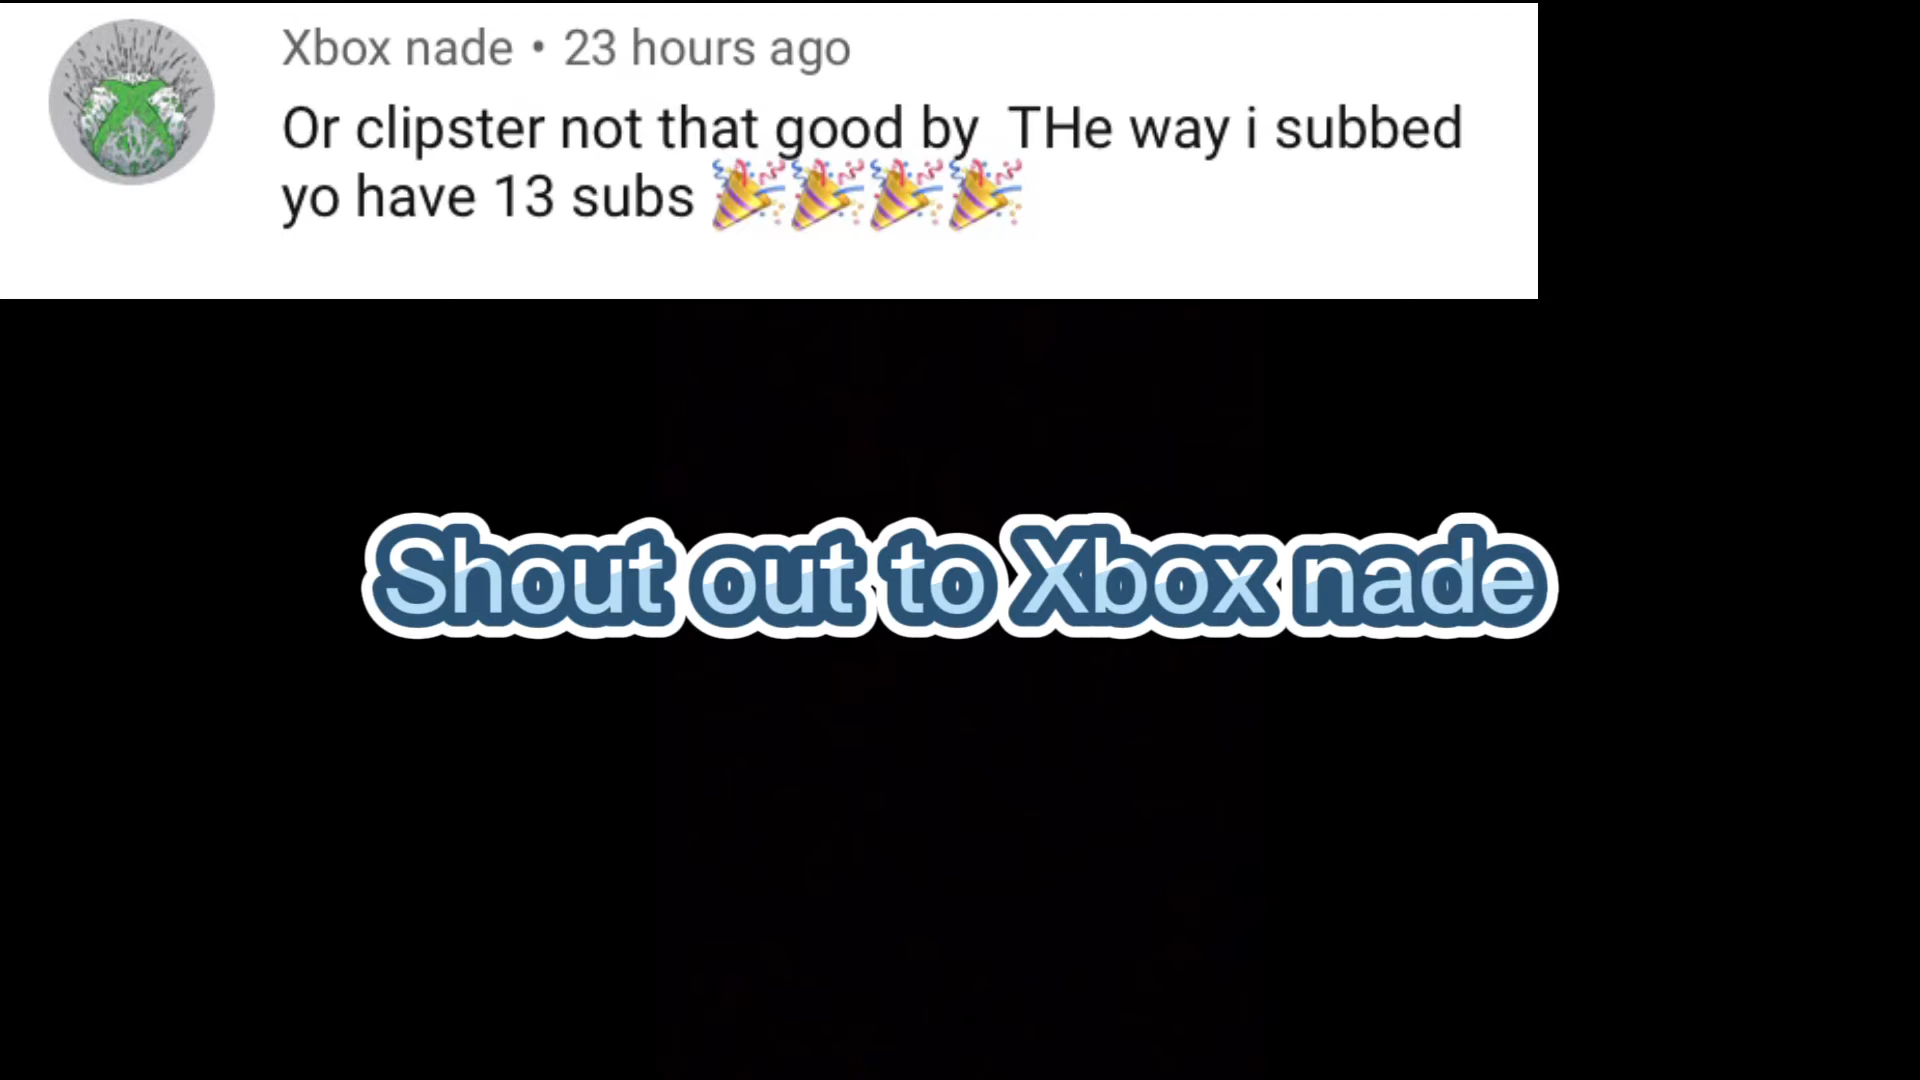 Xbox nade • 23 hours ago
Or clipster not that good by  THe way i subbed
yo have 13 subs 🎉🎉🎉🎉
Shout out to Xbox nade